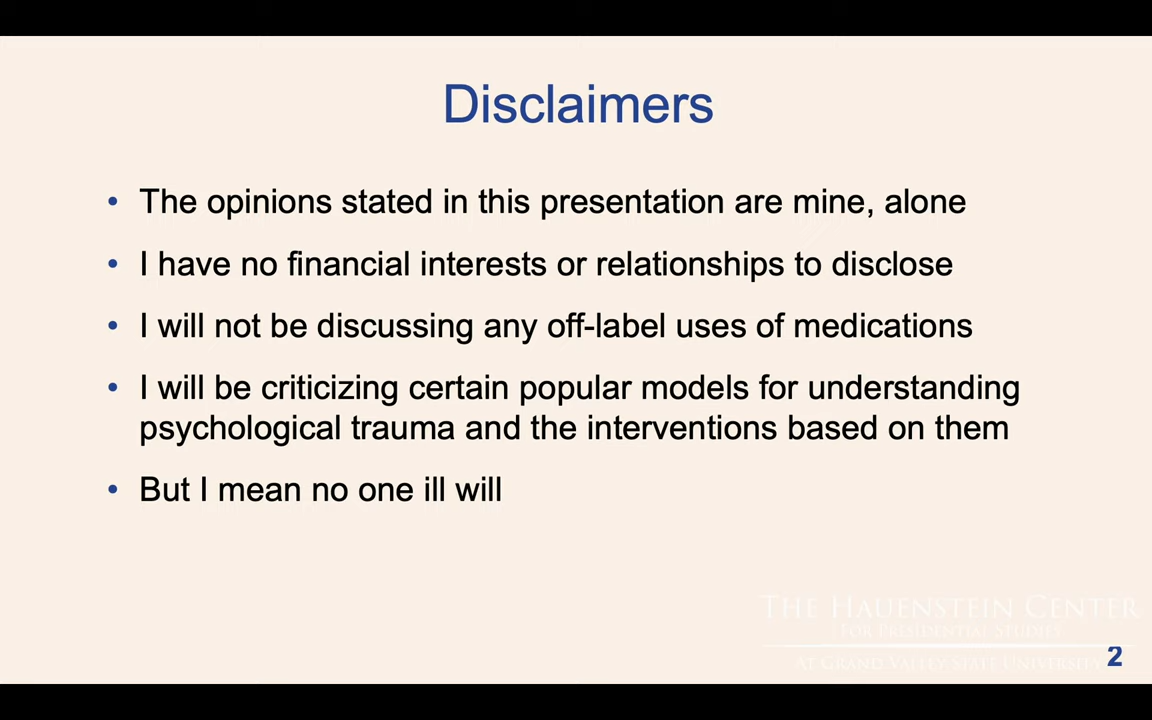 Disclaimers
• The opinions stated in this presentation are mine, alone
• I have no financial interests or relationships to disclose
• I will not be discussing any off-label uses of medications
• I will be criticizing certain popular models for understanding
psychological trauma and the interventions based on them
• But I mean no one ill will
THE HAUENSTEIN CENTER
FOR PRESIDENTIAL STUDIES
AT GRAND VALLEY STATE UNIVERSITY
2